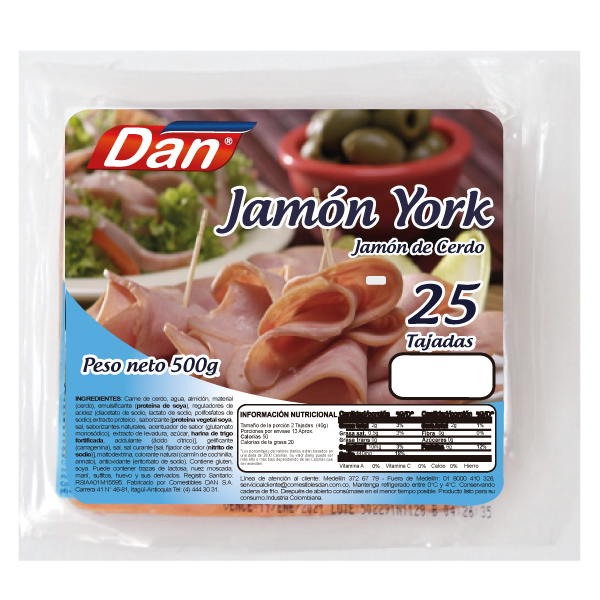 Dan®
Jamón York
Jamón de Cerdo
25
Tajadas
Peso neto 500g
INGREDIENTES: Carne de cerdo, agua, almidón, material
(cerdo), emulsificante (proteína de soya), reguladores de
acidez (diacetato de sodio, lactato de sodio, polifosfatos de
sodio) extracto proteico, saborizante [proteína vegetal soya,
sal, saborizantes naturales, acentuador de sabor (glutamato
monosódico), extracto de levadura, azúcar, harina de trigo
fortificada, acidulante (ácido cítrico)], gelificante
(carragenina), sal, sal curante [sal, fijador de color (nitrito de
sodio)], maltodextrina, colorante natural (carmín de cochinilla,
annato), antioxidante (eritorbato de sodio). Contiene gluten,
soya. Puede contener trazas de lactosa, nuez moscada,
maní, sulfitos, huevo y sus derivados. Registro Sanitario:
Fabricado por Comestibles DAN S.A.
Carrera 41 N° 46-81, Itagüí-Antioquia Tel: (4) 444 30 31.
INFORMACIÓN NUTRICIONAL
Tamaño de la porción 2 Tajadas (40g)
Porciones por envase 13 Aprox.
Calorías 50
Calorías de la grasa 20
Vitamina A 0% Vitamina C 0% Calcio 0% Hierro
Línea de atención al cliente: Medellín 372 67 79 - Fuera de Medellín: 01 8000 410 326,
servicioalcliente@comestiblesdan.com.co. Mantenga refrigerado entre 0°C y 4°C. Conservando
cadena de frío. Después de abierto consúmase en el menor tiempo posible. Producto listo para su
consumo.Industria Colombiana.